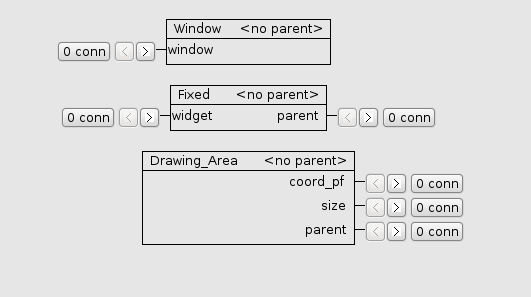 Window <no parent>
0 conn < > window
Fixed <no parent>
0 conn < > widget parent < > 0 conn
Drawing_Area <no parent>
coord_pf < > 0 conn
size < > 0 conn
parent < > 0 conn